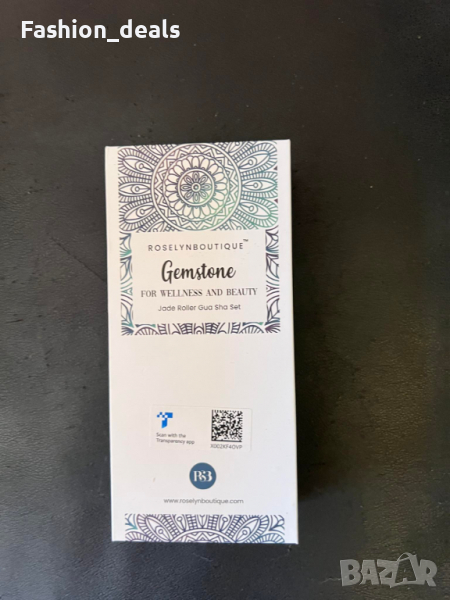 Fashion_deals
ROSELYNBOUTIQUE™
Gemstone
FOR WELLNESS AND BEAUTY
Jade Roller Gua Sha Set
Scan with the
Transparency app
RSB
www.roselynboutique.com
BAZAR